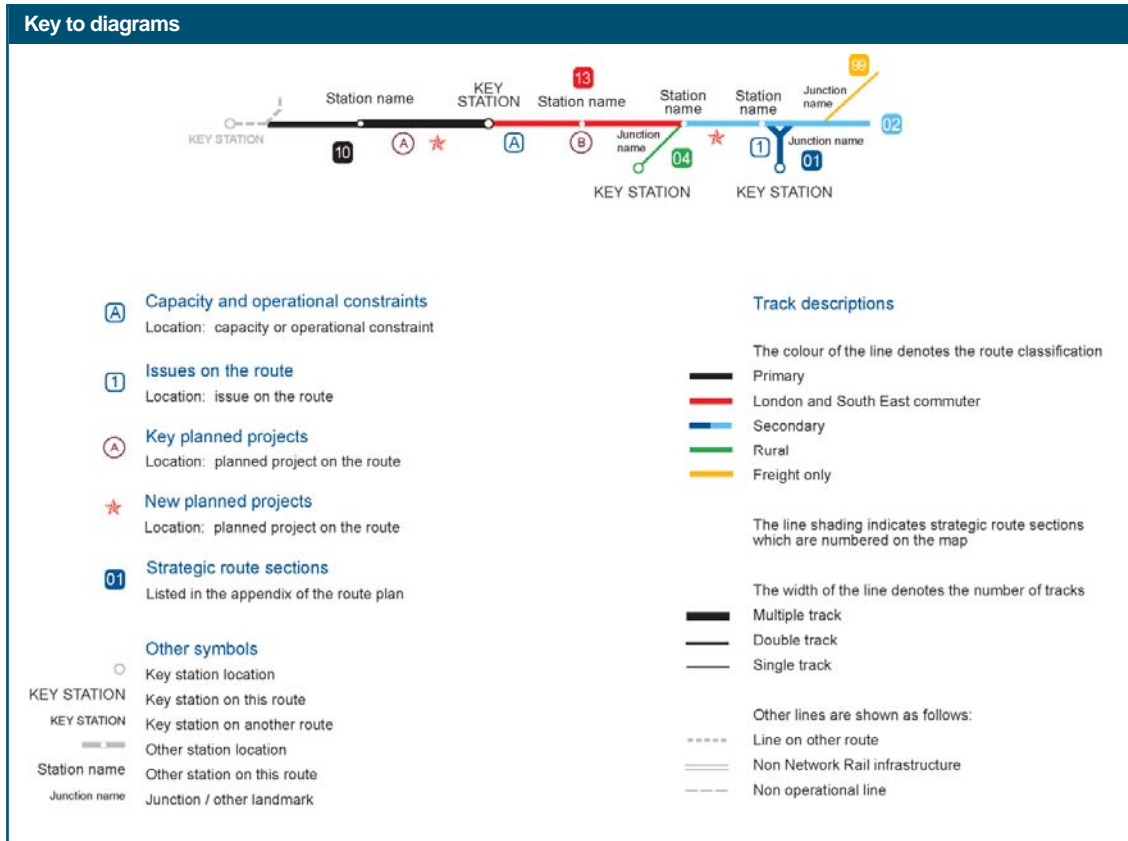 Key to diagrams
99
13
KEY STATION
Station name
KEY
STATION
Station name
Station
name
Station
name
Junction
name
02
KEY STATION
10
A
A
B
Junction
name
04
1
Junction name
01
KEY STATION
KEY STATION
A
Capacity and operational constraints
Location: capacity or operational constraint
1
Issues on the route
Location: issue on the route
A
Key planned projects
Location: planned project on the route
New planned projects
Location: planned project on the route
01
Strategic route sections
Listed in the appendix of the route plan
Other symbols
Key station location
KEY STATION
Key station on this route
KEY STATION
Key station on another route
Other station location
Station name
Other station on this route
Junction name
Junction / other landmark
Track descriptions
The colour of the line denotes the route classification
Primary
London and South East commuter
Secondary
Rural
Freight only
The line shading indicates strategic route sections
which are numbered on the map
The width of the line denotes the number of tracks
Multiple track
Double track
Single track
Other lines are shown as follows:
Line on other route
Non Network Rail infrastructure
Non operational line